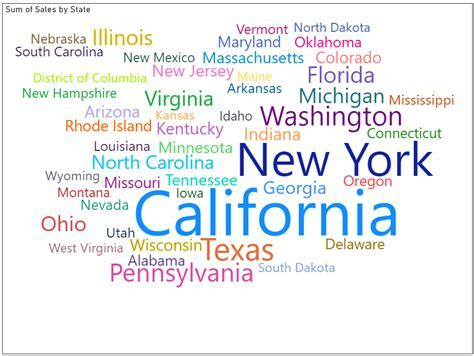 Sum of Sales by State
Vermont North Dakota
Nebraska Illinois Maryland Oklahoma
South Carolina New Mexico Massachusetts Colorado
District of Columbia New Jersey Maine Florida
New Hampshire Virginia Arkansas Michigan Mississippi
Arizona Kansas Idaho Washington
Rhode Island Kentucky Indiana Connecticut
Louisiana Minnesota New York
North Carolina
Wyoming Missouri Tennessee Georgia Oregon
Montana Iowa California
Nevada
Ohio Utah
West Virginia Wisconsin Texas Delaware
Alabama
Pennsylvania South Dakota